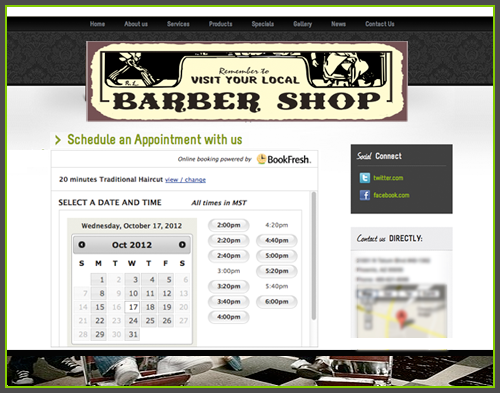 Home About us Services Products Specials Gallery News Contact Us
Remember to
VISIT YOUR LOCAL
BARBER SHOP
Schedule an Appointment with us
Online booking powered by BookFresh.
20 minutes Traditional Haircut view / change
SELECT A DATE AND TIME All times in MST
Wednesday, October 17, 2012
Oct 2012
S M T W T F S
1 2 3 4 5 6
7 8 9 10 11 12 13
14 15 16 17 18 19 20
21 22 23 24 25 26 27
28 29 30 31
2:00pm 4:20pm
2:20pm 4:40pm
2:40pm 5:00pm
3:00pm 5:20pm
3:20pm 5:40pm
3:40pm 6:00pm
4:00pm
Social Connect
twitter.com
facebook.com
Contact us DIRECTLY: